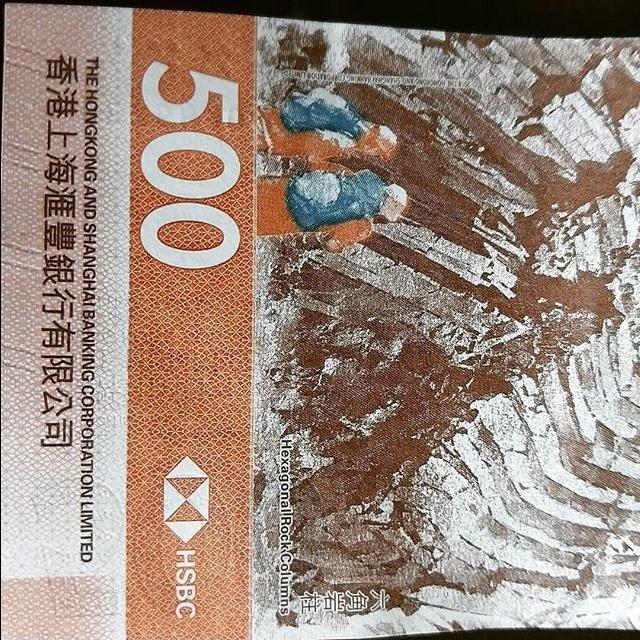 香港上海滙豐銀行有限公司
THE HONGKONG AND SHANGHAI BANKING CORPORATION LIMITED
500
HSBC
六角岩柱
Hexagonal Rock Columns